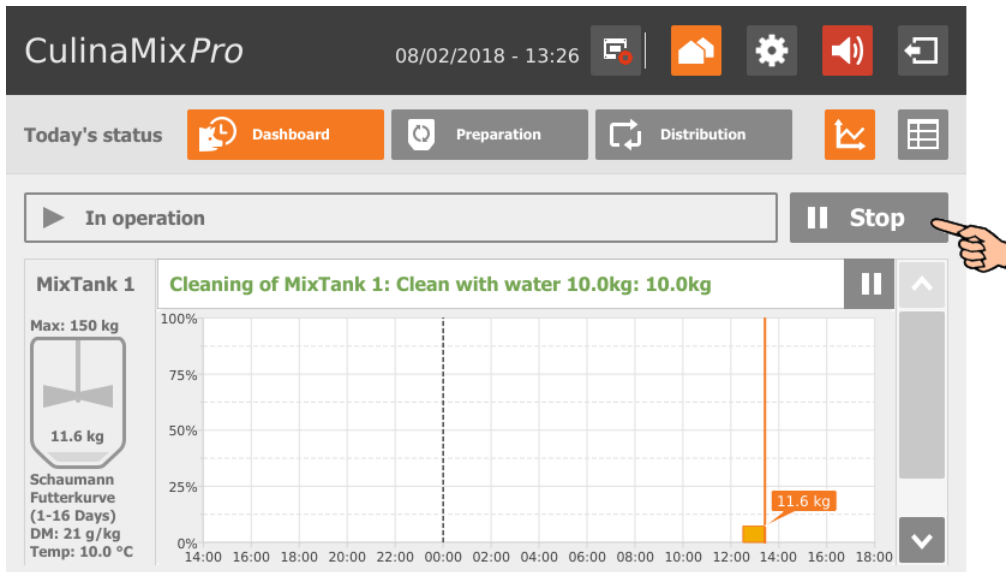 CulinaMixPro
08/02/2018 - 13:26
Today's status
Dashboard
Preparation
Distribution
In operation
Stop
MixTank 1
Cleaning of MixTank 1: Clean with water 10.0kg: 10.0kg
Max: 150 kg
11.6 kg
Schaumann
Futterkurve
(1-16 Days)
DM: 21 g/kg
Temp: 10.0 °C
100%
75%
50%
25%
0%
11.6 kg
14:00 16:00 18:00 20:00 22:00 00:00 02:00 04:00 06:00 08:00 10:00 12:00 14:00 16:00 18:00